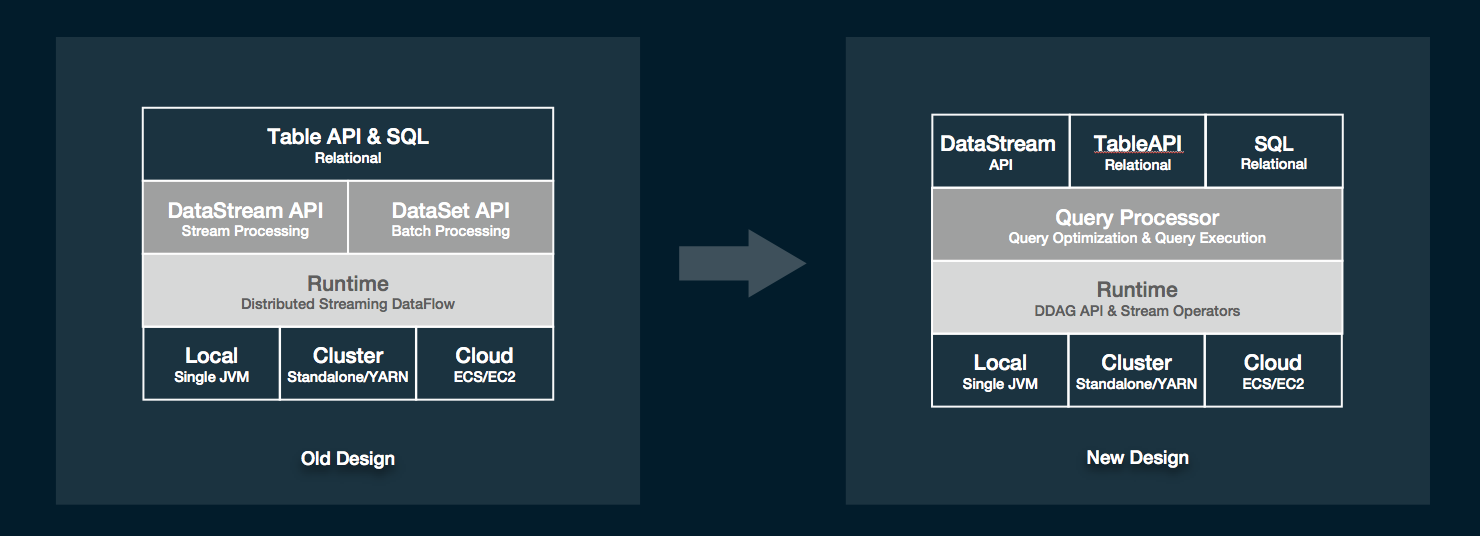 Table API & SQL
Relational
DataStream API
Stream Processing
DataSet API
Batch Processing
Runtime
Distributed Streaming DataFlow
Local
Single JVM
Cluster
Standalone/YARN
Cloud
ECS/EC2
Old Design
DataStream
API
TableAPI
Relational
SQL
Relational
Query Processor
Query Optimization & Query Execution
Runtime
DDAG API & Stream Operators
Local
Single JVM
Cluster
Standalone/YARN
Cloud
ECS/EC2
New Design